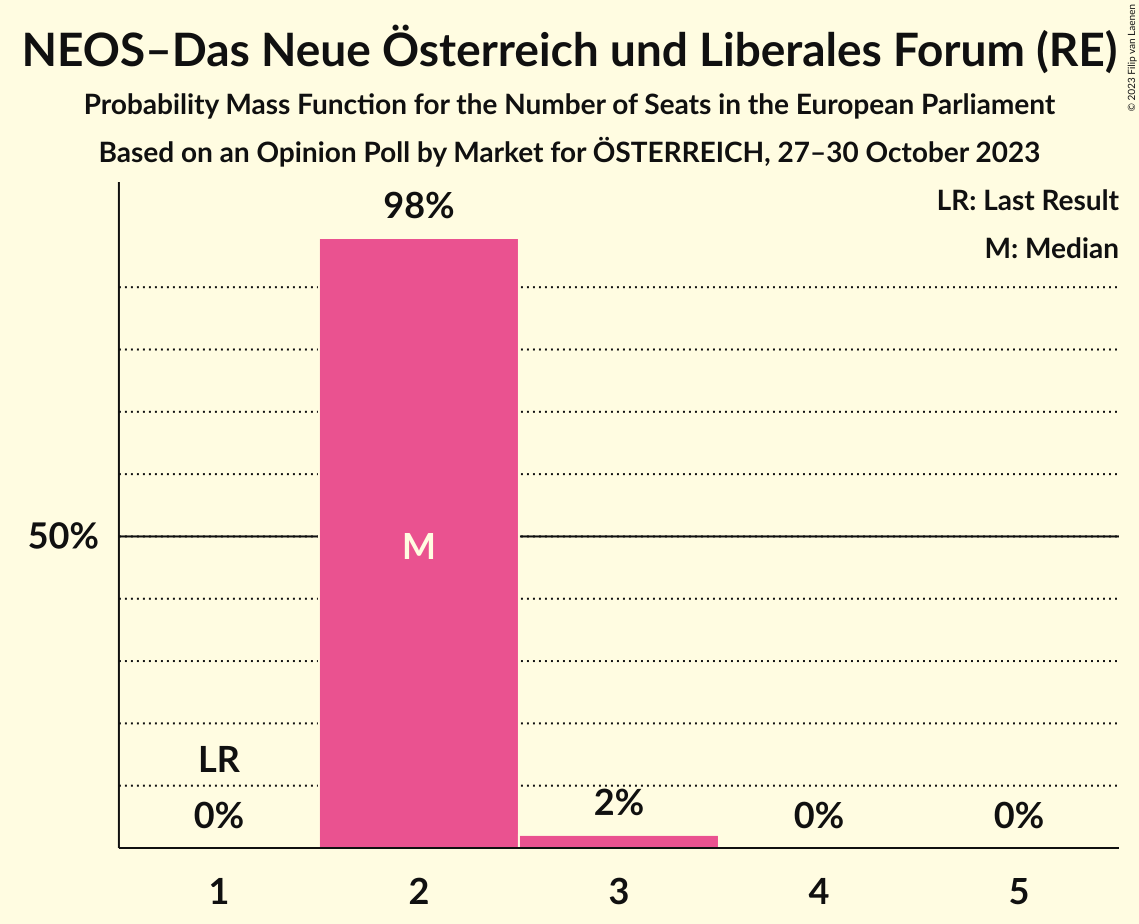 NEOS–Das Neue Österreich und Liberales Forum (RE)
Probability Mass Function for the Number of Seats in the European Parliament
Based on an Opinion Poll by Market for ÖSTERREICH, 27–30 October 2023
© 2023 Filip van Laenen
LR: Last Result
M: Median
98%
50%
M
LR
0%
2%
0%
0%
1
2
3
4
5